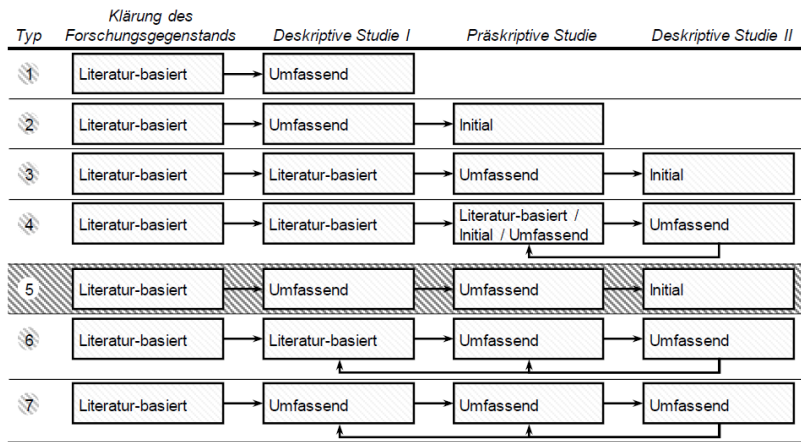 Klärung des
Typ Forschungsgegenstands Deskriptive Studie I Präskriptive Studie Deskriptive Studie II
1 Literatur-basiert Umfassend
2 Literatur-basiert Umfassend Initial
3 Literatur-basiert Literatur-basiert Umfassend Initial
4 Literatur-basiert Literatur-basiert Literatur-basiert / Initial / Umfassend Umfassend
5 Literatur-basiert Umfassend Umfassend Initial
6 Literatur-basiert Literatur-basiert Umfassend Umfassend
7 Literatur-basiert Umfassend Umfassend Umfassend